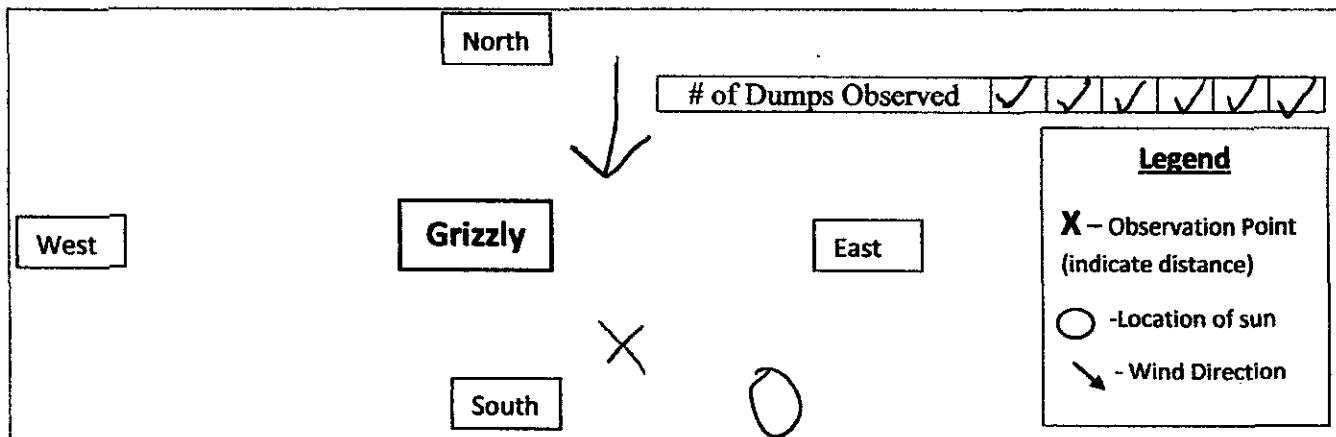 North
# of Dumps Observed ✓ ✓ ✓ ✓ ✓ ✓
Legend
X – Observation Point
(indicate distance)
-Location of sun
- Wind Direction
West
Grizzly
East
X
South